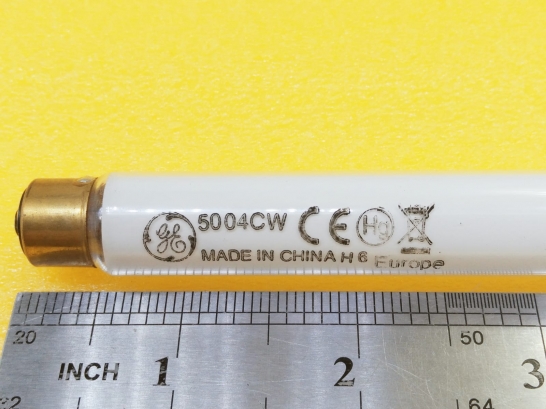 GE 5004CW CE Hg
MADE IN CHINA H 6 Europe
20 50
INCH 1 2 3
64